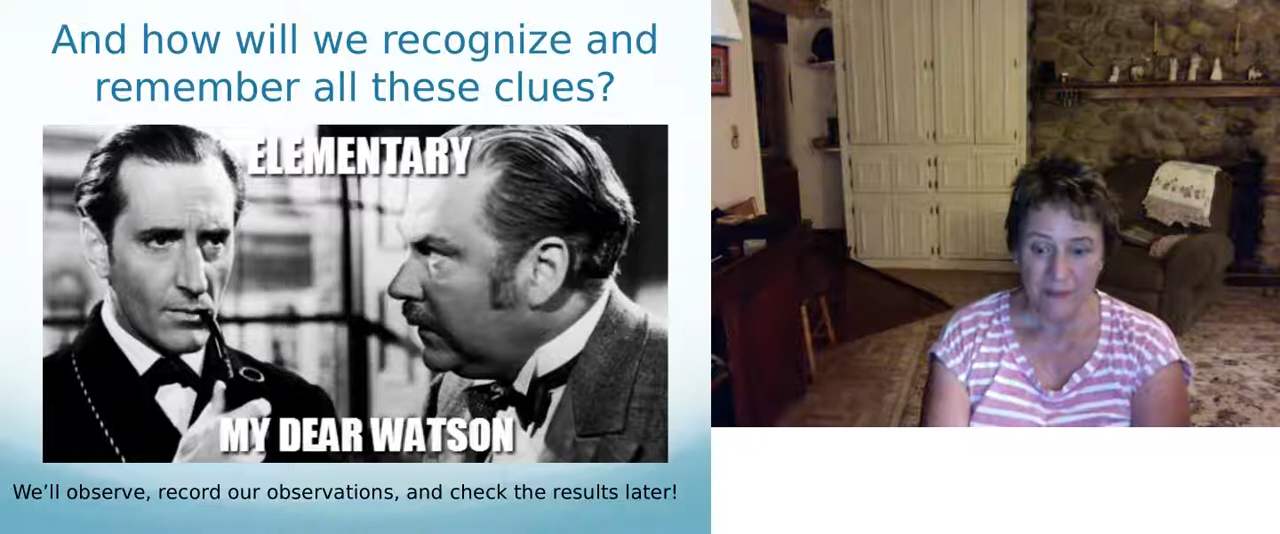 And how will we recognize and
remember all these clues?
ELEMENTARY
MY DEAR WATSON
We’ll observe, record our observations, and check the results later!